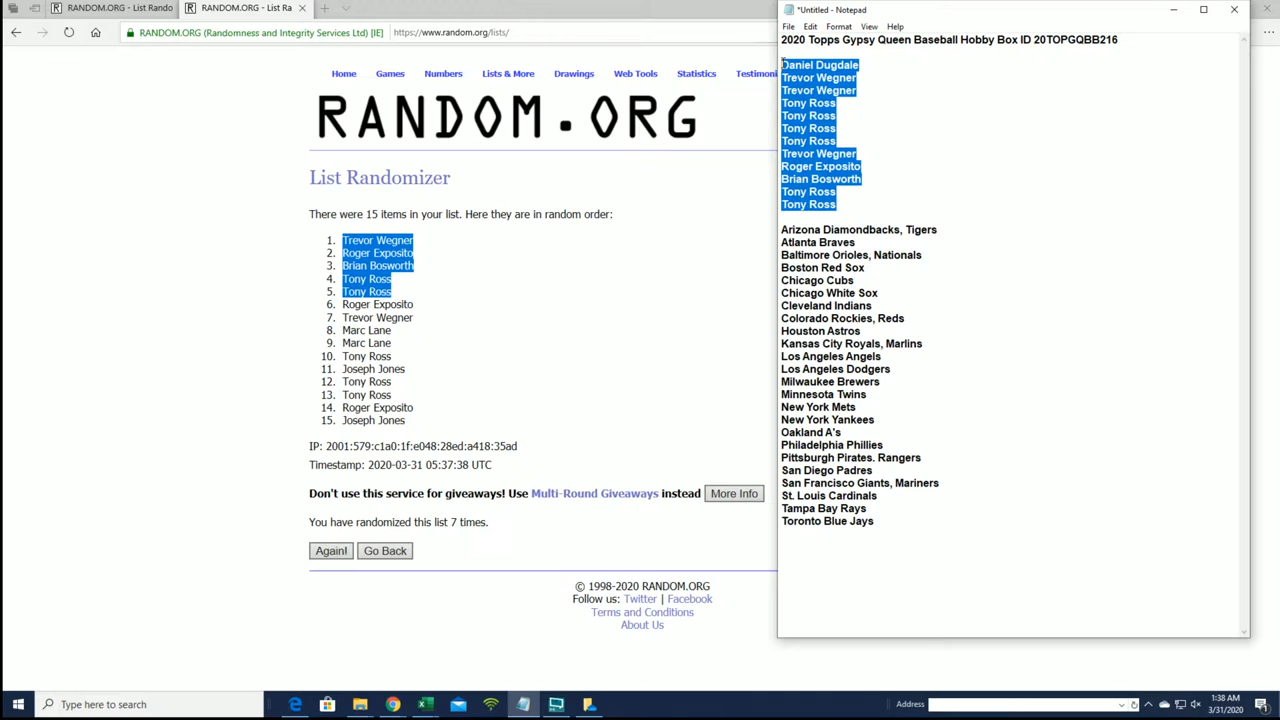 RANDOM.ORG - List Rando
RANDOM.ORG - List Ra
RANDOM.ORG (Randomness and Integrity Services Ltd) [IE]
https://www.random.org/lists/
Home Games Numbers Lists & More Drawings Web Tools Statistics Testimoni
RANDOM.ORG
List Randomizer
There were 15 items in your list. Here they are in random order:
1. Trevor Wegner
2. Roger Exposito
3. Brian Bosworth
4. Tony Ross
5. Tony Ross
6. Roger Exposito
7. Trevor Wegner
8. Marc Lane
9. Marc Lane
10. Tony Ross
11. Joseph Jones
12. Tony Ross
13. Tony Ross
14. Roger Exposito
15. Joseph Jones
IP: 2001:579:c1a0:1f:e048:28ed:a418:35ad
Timestamp: 2020-03-31 05:37:38 UTC
Don't use this service for giveaways! Use Multi-Round Giveaways instead More Info
You have randomized this list 7 times.
Again! Go Back
© 1998-2020 RANDOM.ORG
Follow us: Twitter | Facebook
Terms and Conditions
About Us
*Untitled - Notepad
File Edit Format View Help
2020 Topps Gypsy Queen Baseball Hobby Box ID 20TOPGQBB216
Daniel Dugdale
Trevor Wegner
Trevor Wegner
Tony Ross
Tony Ross
Tony Ross
Tony Ross
Trevor Wegner
Roger Exposito
Brian Bosworth
Tony Ross
Tony Ross
Arizona Diamondbacks, Tigers
Atlanta Braves
Baltimore Orioles, Nationals
Boston Red Sox
Chicago Cubs
Chicago White Sox
Cleveland Indians
Colorado Rockies, Reds
Houston Astros
Kansas City Royals, Marlins
Los Angeles Angels
Los Angeles Dodgers
Milwaukee Brewers
Minnesota Twins
New York Mets
New York Yankees
Oakland A's
Philadelphia Phillies
Pittsburgh Pirates. Rangers
San Diego Padres
San Francisco Giants, Mariners
St. Louis Cardinals
Tampa Bay Rays
Toronto Blue Jays
Type here to search
Address
1:38 AM
3/31/2020